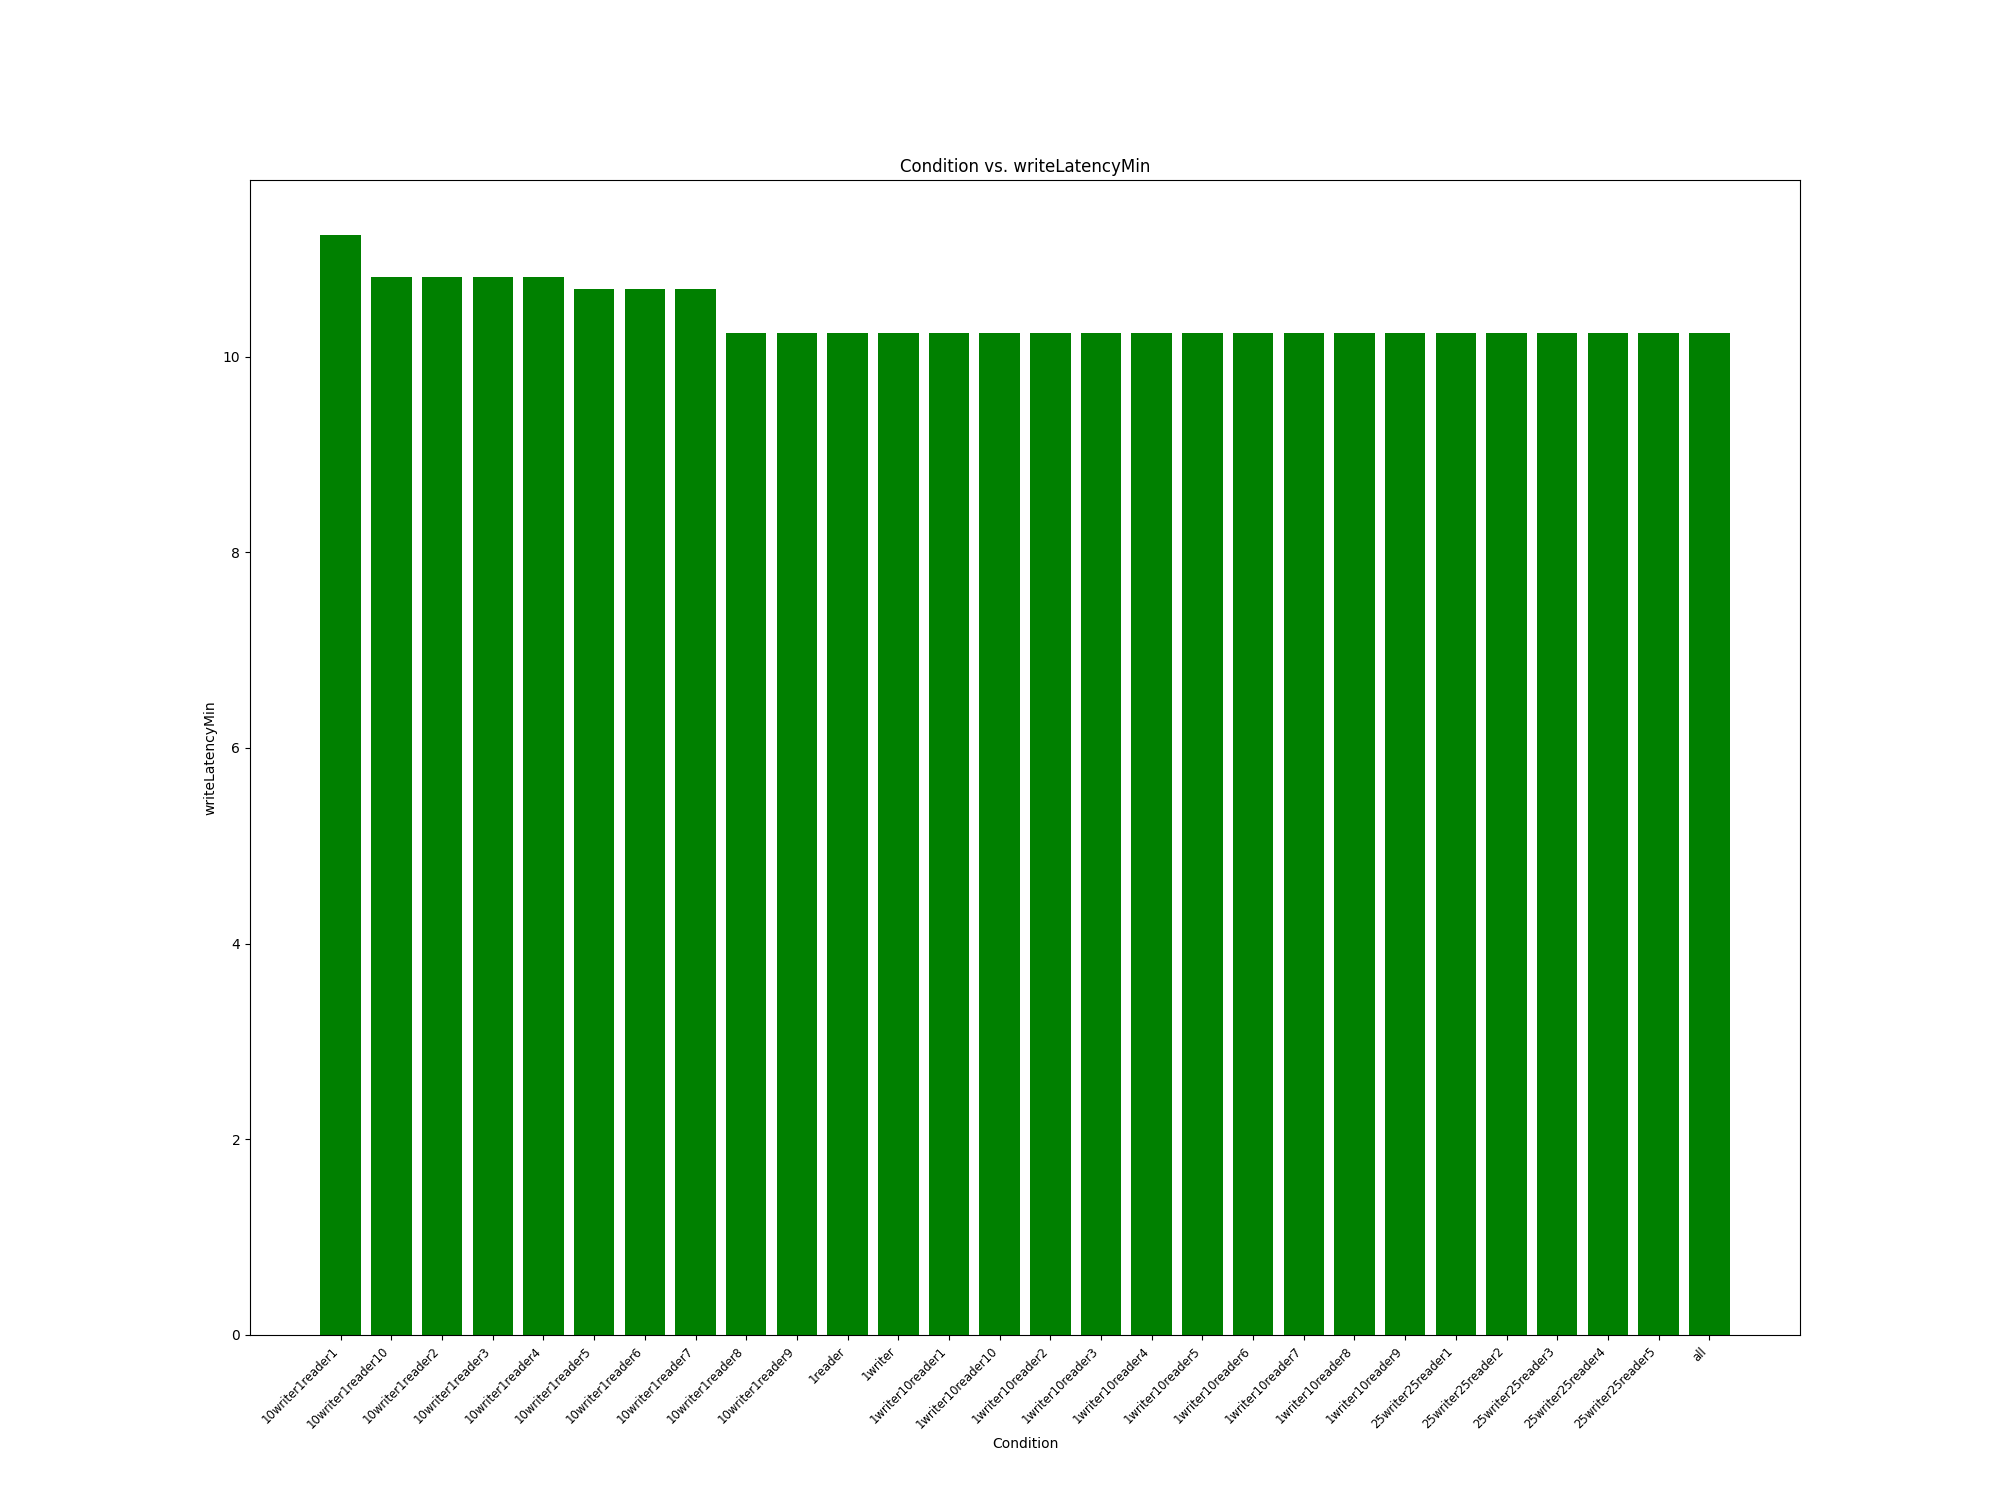 Condition vs. writeLatencyMin
10
8
6
4
2
0
writeLatencyMin
10writer1reader1
10writer1reader10
10writer1reader2
10writer1reader3
10writer1reader4
10writer1reader5
10writer1reader6
10writer1reader7
10writer1reader8
10writer1reader9
1reader
1writer
1writer10reader1
1writer10reader10
1writer10reader2
1writer10reader3
1writer10reader4
1writer10reader5
1writer10reader6
1writer10reader7
1writer10reader8
1writer10reader9
25writer25reader1
25writer25reader2
25writer25reader3
25writer25reader4
25writer25reader5
all
Condition